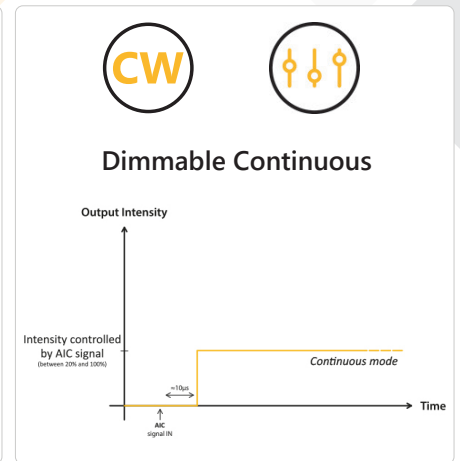 CW
Dimmable Continuous
Output Intensity
Intensity controlled
by AIC signal
(between 20% and 100%)
Continuous mode
≈10µs
Time
AIC
signal IN